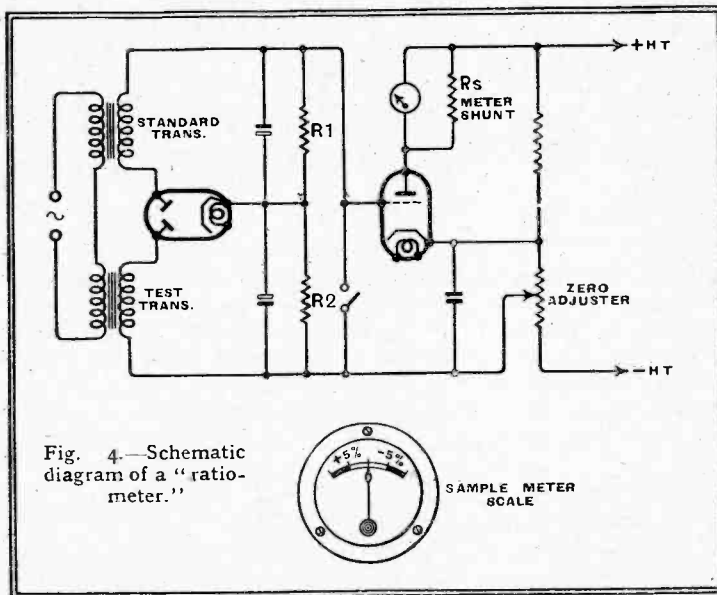 +HT
Rs
METER
SHUNT
STANDARD
TRANS.
R1
TEST
TRANS.
R2
ZERO
ADJUSTER
-HT
Fig. 4.—Schematic
diagram of a "ratio-
meter."
+5% -5%
SAMPLE METER
SCALE